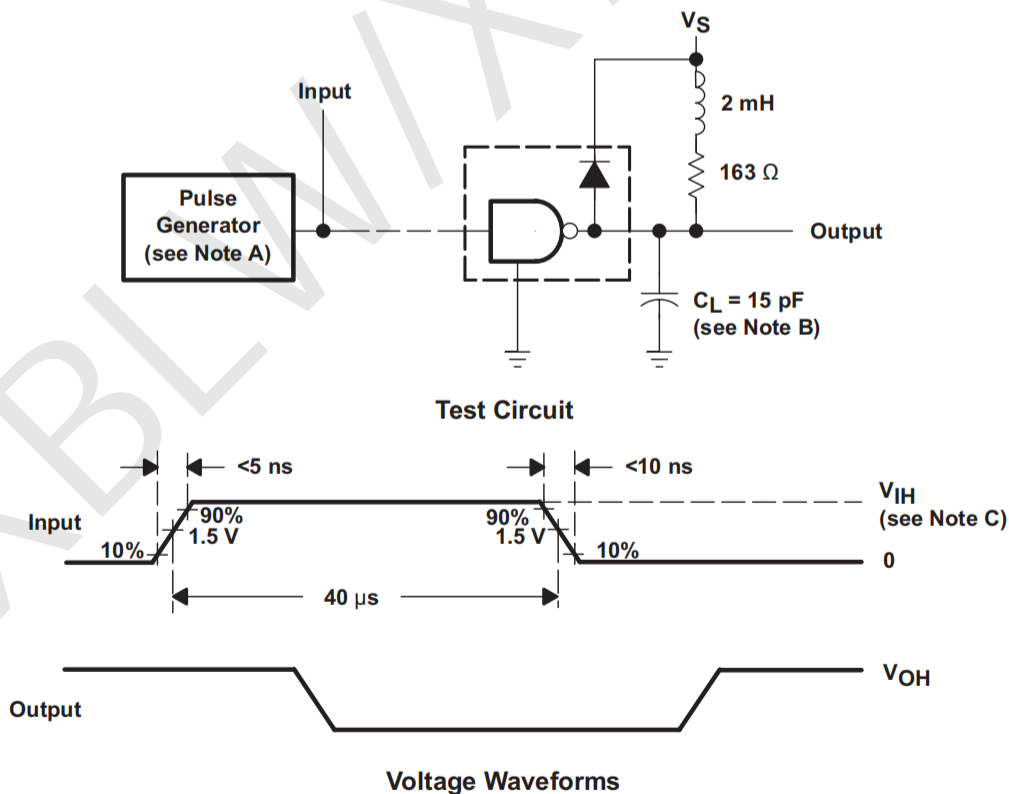 VS
Input
2 mH
163 Ω
Pulse
Generator
(see Note A)
Output
CL = 15 pF
(see Note B)
Test Circuit
<5 ns
<10 ns
Input
90%
1.5 V
10%
90%
1.5 V
10%
VIH
(see Note C)
0
40 μs
Output
VOH
Voltage Waveforms
XBLW/X